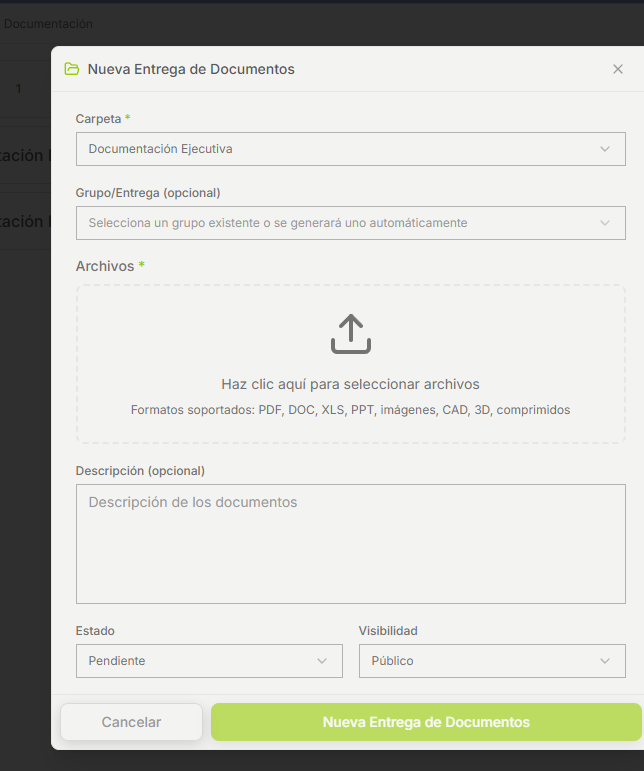 Documentación
1
tación
tación
Nueva Entrega de Documentos
Carpeta *
Documentación Ejecutiva
Grupo/Entrega (opcional)
Selecciona un grupo existente o se generará uno automáticamente
Archivos *
Haz clic aquí para seleccionar archivos
Formatos soportados: PDF, DOC, XLS, PPT, imágenes, CAD, 3D, comprimidos
Descripción (opcional)
Descripción de los documentos
Estado
Visibilidad
Pendiente
Público
Cancelar
Nueva Entrega de Documentos